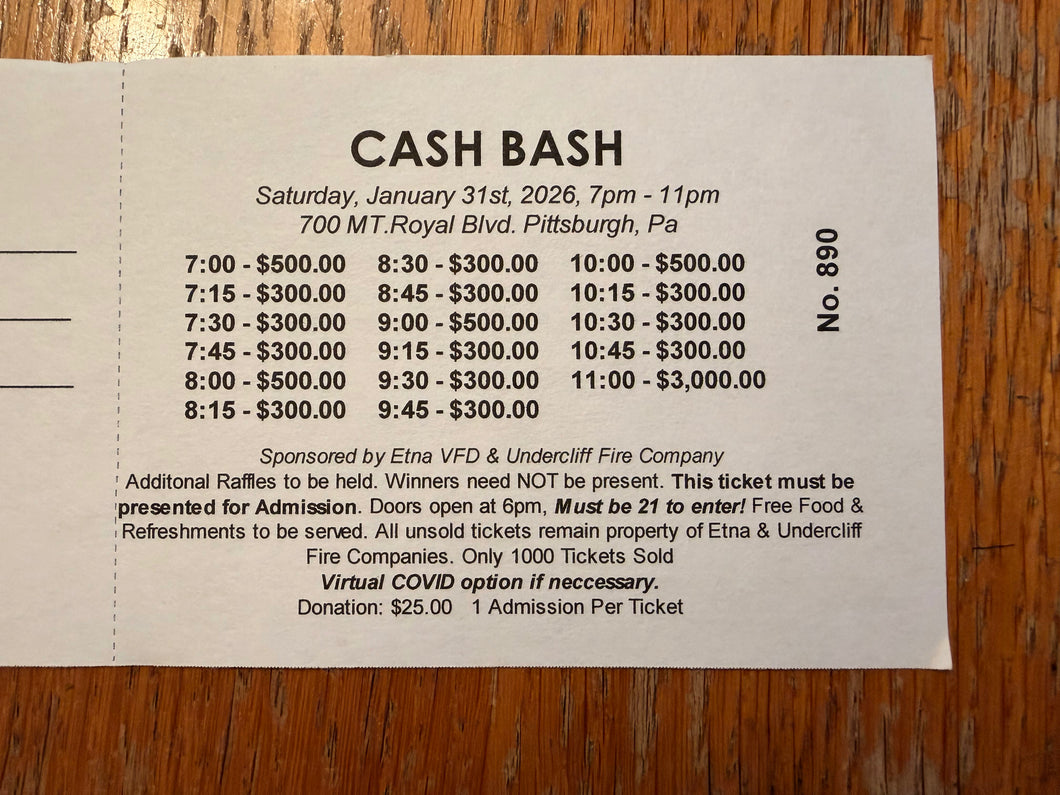 CASH BASH
Saturday, January 31st, 2026, 7pm - 11pm
700 MT.Royal Blvd. Pittsburgh, Pa
7:00 - $500.00 8:30 - $300.00 10:00 - $500.00
7:15 - $300.00 8:45 - $300.00 10:15 - $300.00
7:30 - $300.00 9:00 - $500.00 10:30 - $300.00
7:45 - $300.00 9:15 - $300.00 10:45 - $300.00
8:00 - $500.00 9:30 - $300.00 11:00 - $3,000.00
8:15 - $300.00 9:45 - $300.00
No. 890
Sponsored by Etna VFD & Undercliff Fire Company
Additonal Raffles to be held. Winners need NOT be present. This ticket must be
presented for Admission. Doors open at 6pm, Must be 21 to enter! Free Food &
Refreshments to be served. All unsold tickets remain property of Etna & Undercliff
Fire Companies. Only 1000 Tickets Sold
Virtual COVID option if neccessary.
Donation: $25.00 1 Admission Per Ticket